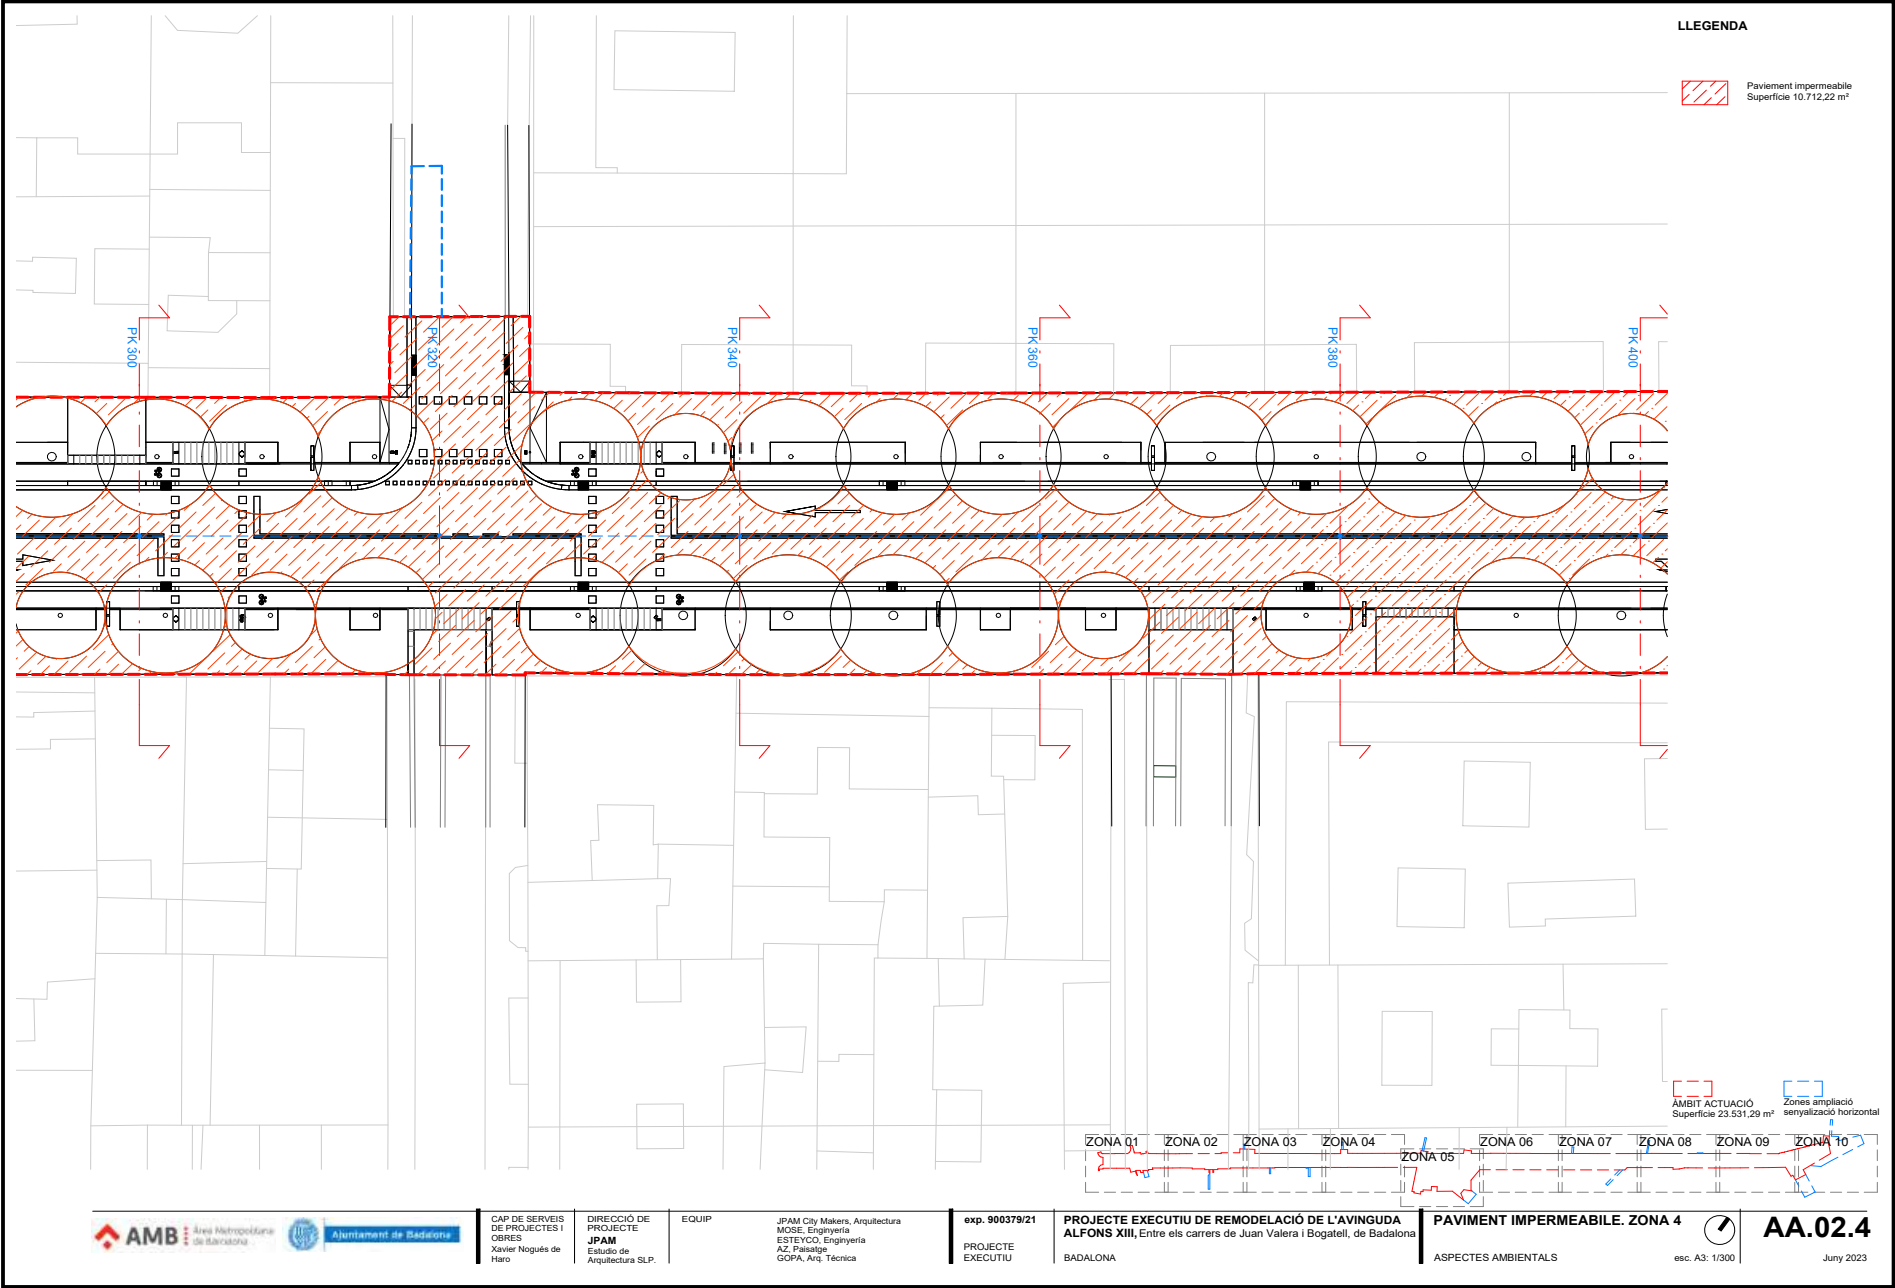 LLEGENDA
Paviement impermeabile
Superfície 10.712,22 m²
PK 300
PK 320
PK 340
PK 360
PK 380
PK 400
ÀMBIT ACTUACIÓ
Superfície 23.531,29 m²
Zones ampliació
senyalizació horizontal
ZONA 01
ZONA 02
ZONA 03
ZONA 04
ZONA 05
ZONA 06
ZONA 07
ZONA 08
ZONA 09
ZONA 10
AMB
Àrea Metropolitana
de Barcelona
Ajuntament de Badalona
CAP DE SERVEIS
DE PROJECTES I
OBRES
Xavier Nogués de
Haro
DIRECCIÓ DE
PROJECTE
JPAM
Estudio de
Arquitectura SLP.
EQUIP
JPAM City Makers, Arquitectura
MOSE, Enginyería
ESTEYCO, Enginyería
AZ, Paisatge
GOPA, Arq. Técnica
exp. 900379/21
PROJECTE
EXECUTIU
PROJECTE EXECUTIU DE REMODELACIÓ DE L'AVINGUDA
ALFONS XIII, Entre els carrers de Juan Valera i Bogatell, de Badalona
BADALONA
PAVIMENT IMPERMEABILE. ZONA 4
ASPECTES AMBIENTALS
esc. A3: 1/300
AA.02.4
Juny 2023